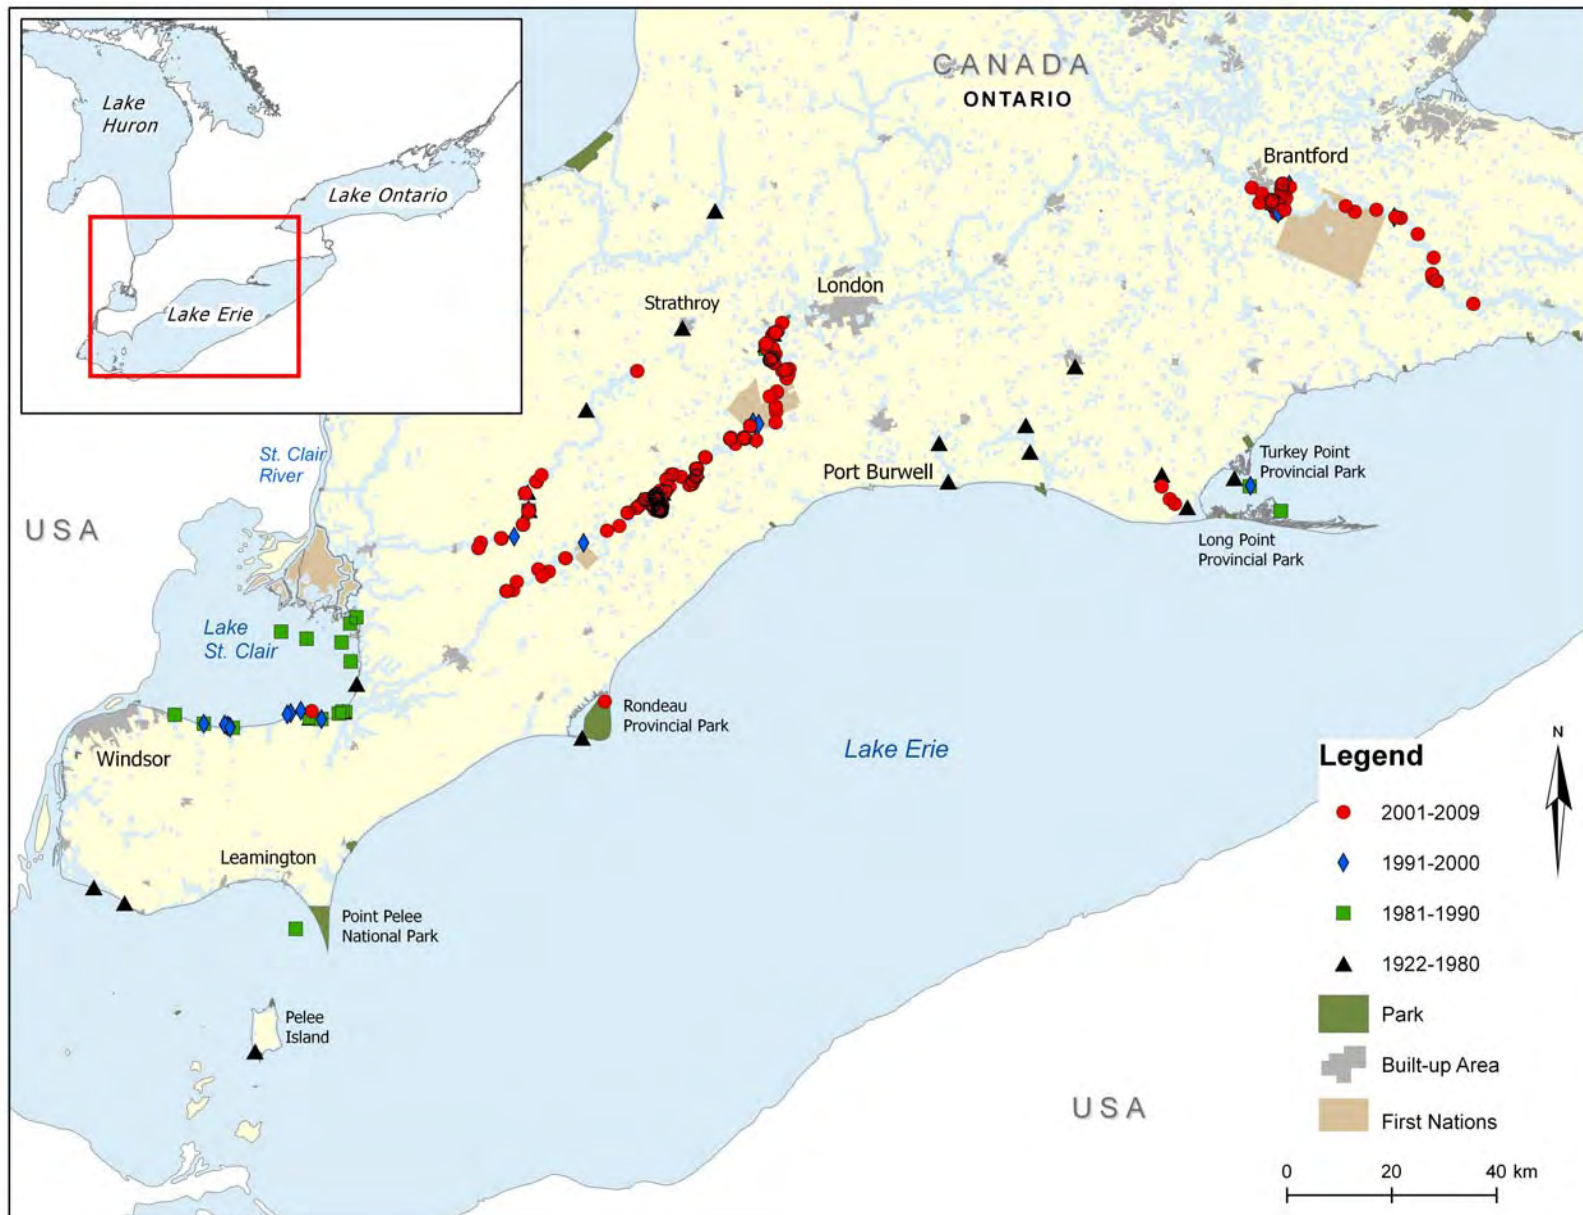 Lake
Huron
Lake Ontario
Lake Erie
CANADA
ONTARIO
Brantford
London
Strathroy
St. Clair
River
Port Burwell
Turkey Point
Provincial Park
USA
Long Point
Provincial Park
Lake
St. Clair
Rondeau
Provincial Park
Windsor
Lake Erie
Leamington
Point Pelee
National Park
Pelee
Island
USA
N
Legend
2001-2009
1991-2000
1981-1990
1922-1980
Park
Built-up Area
First Nations
0 20 40 km